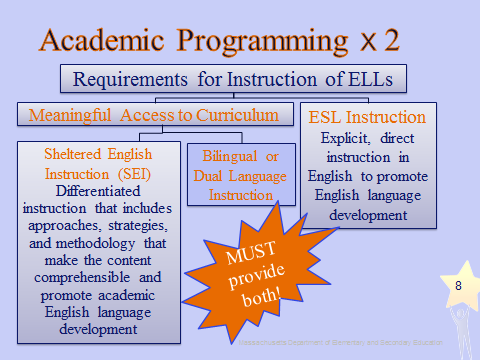 Academic Programming x 2
Requirements for Instruction of ELLs
Meaningful Access to Curriculum
ESL Instruction
Explicit, direct
instruction in
English to promote
English language
development
Sheltered English
Instruction (SEI)
Differentiated
instruction that includes
approaches, strategies,
and methodology that
make the content
comprehensible and
promote academic
English language
development
Bilingual or
Dual Language
Instruction
MUST
provide
both!
8
Massachusetts Department of Elementary and Secondary Education